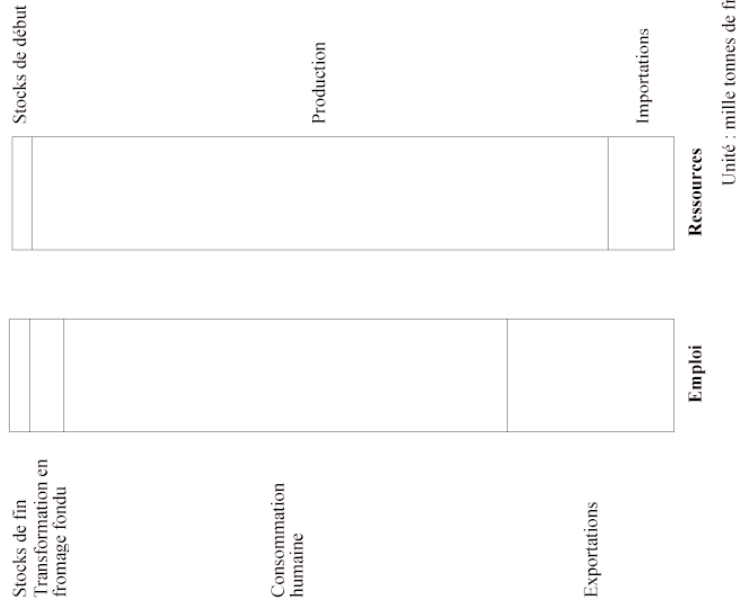 Stocks de fin
Transformation en
fromage fondu
Consommation
humaine
Exportations
Emploi
Stocks de début
Production
Importations
Ressources
Unité : mille tonnes de